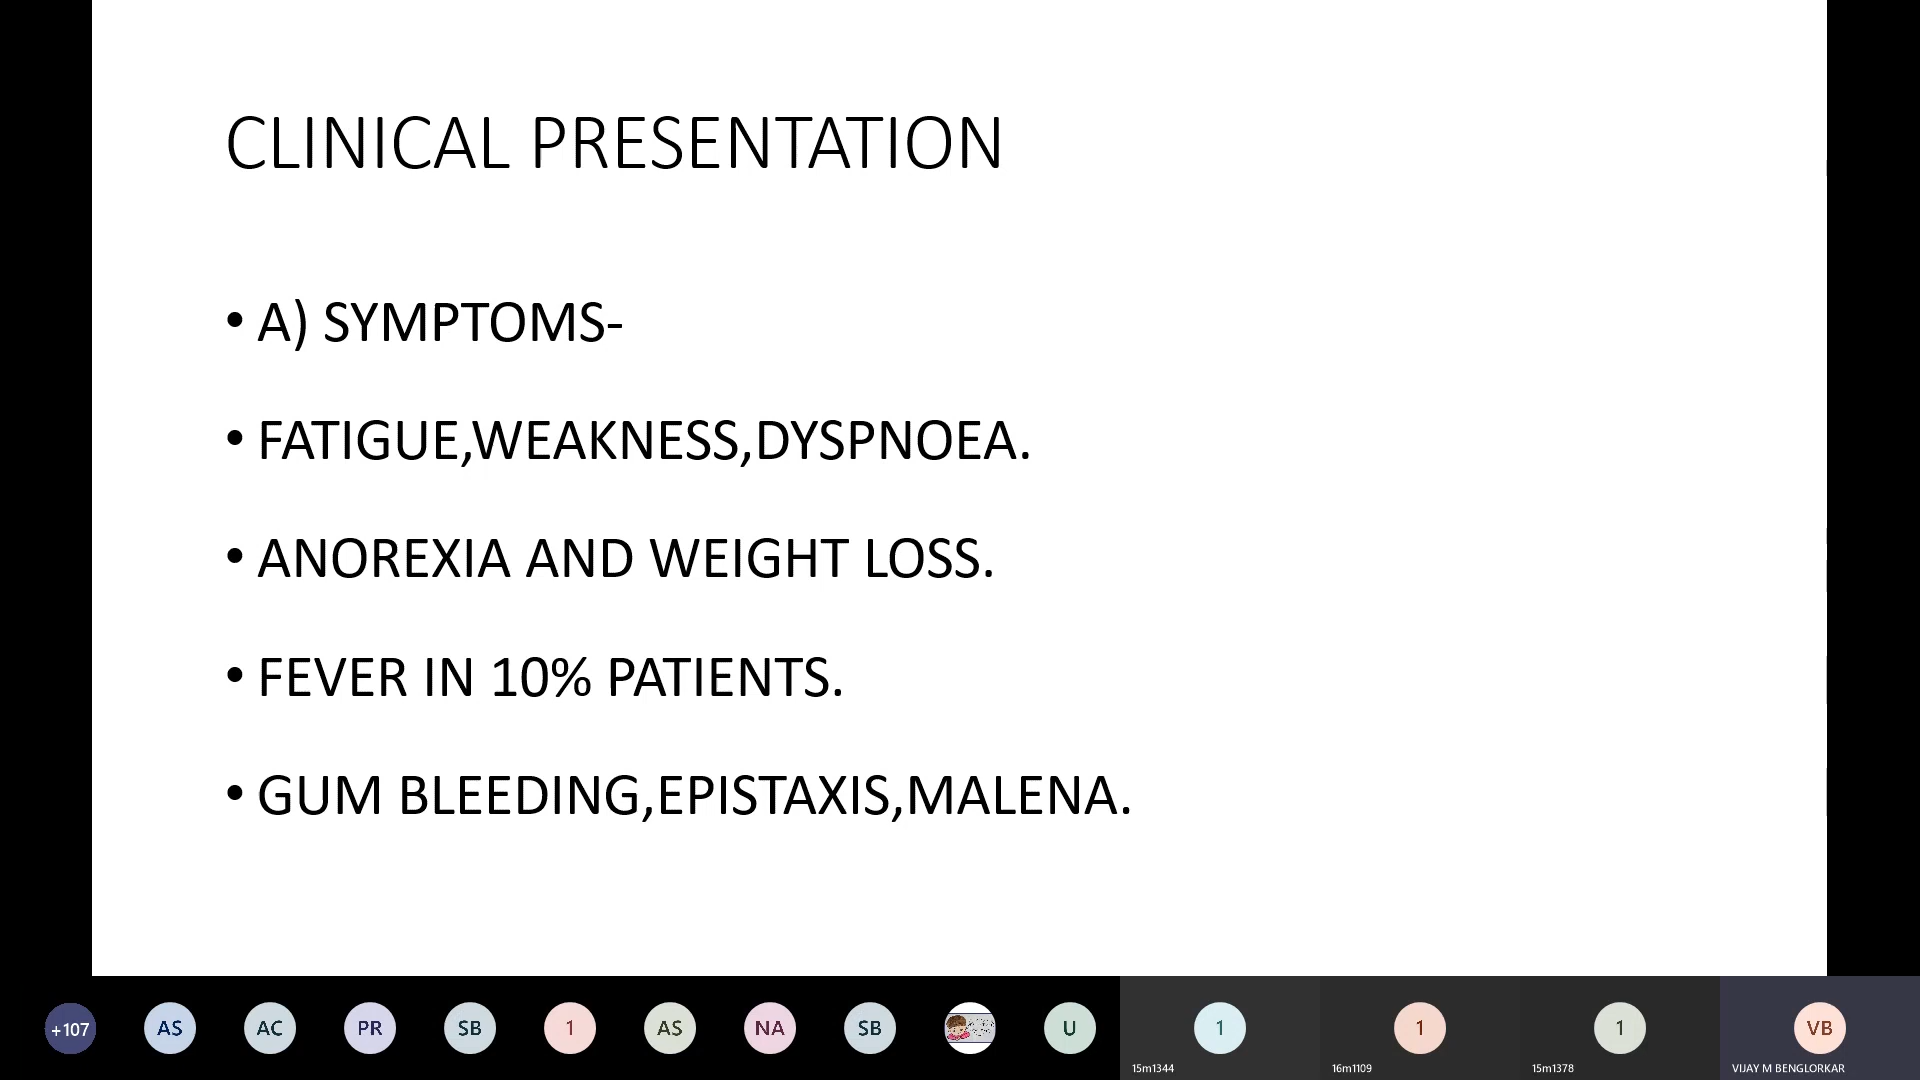 CLINICAL PRESENTATION
• A) SYMPTOMS-
• FATIGUE,WEAKNESS,DYSPNOEA.
• ANOREXIA AND WEIGHT LOSS.
• FEVER IN 10% PATIENTS.
• GUM BLEEDING,EPISTAXIS,MALENA.
+107 AS AC PR SB 1 AS NA SB U 1 1 1 VB
15m1344 16m1109 15m1378 VIJAY M BENGLORKAR